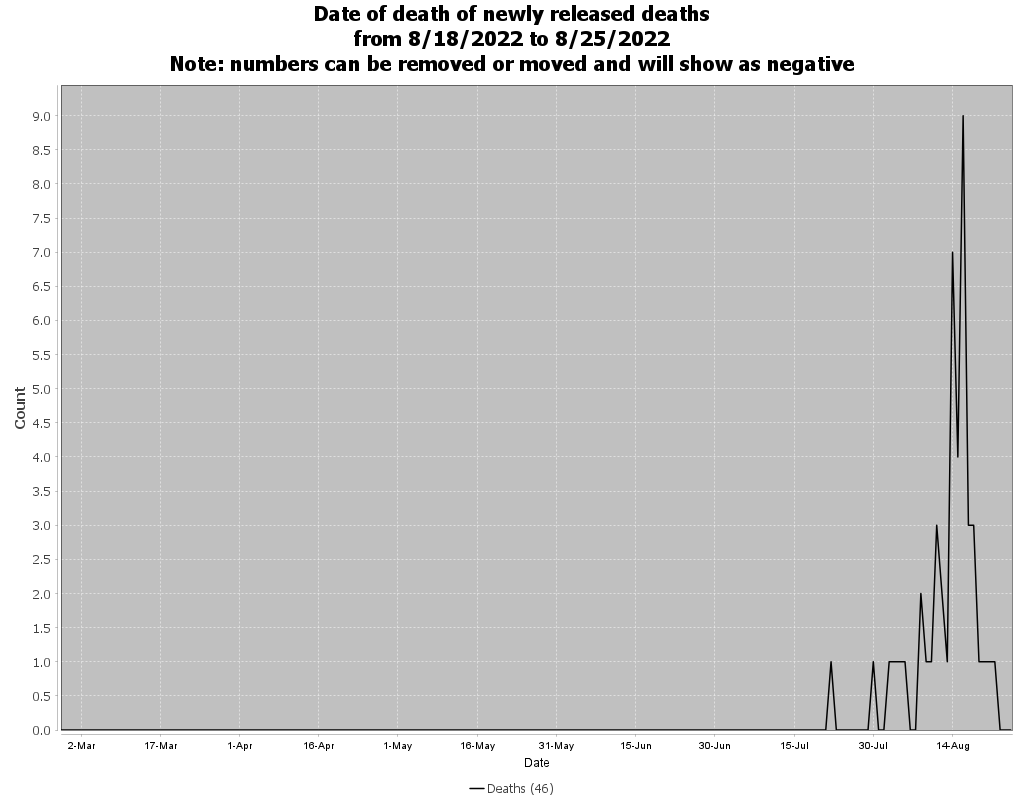 Date of death of newly released deaths
from 8/18/2022 to 8/25/2022
Note: numbers can be removed or moved and will show as negative
9.0
8.5
8.0
7.5
7.0
6.5
6.0
5.5
5.0
4.5
4.0
3.5
3.0
2.5
2.0
1.5
1.0
0.5
0.0
Count
2-Mar 17-Mar 1-Apr 16-Apr 1-May 16-May 31-May 15-Jun 30-Jun 15-Jul 30-Jul 14-Aug
Date
Deaths (46)